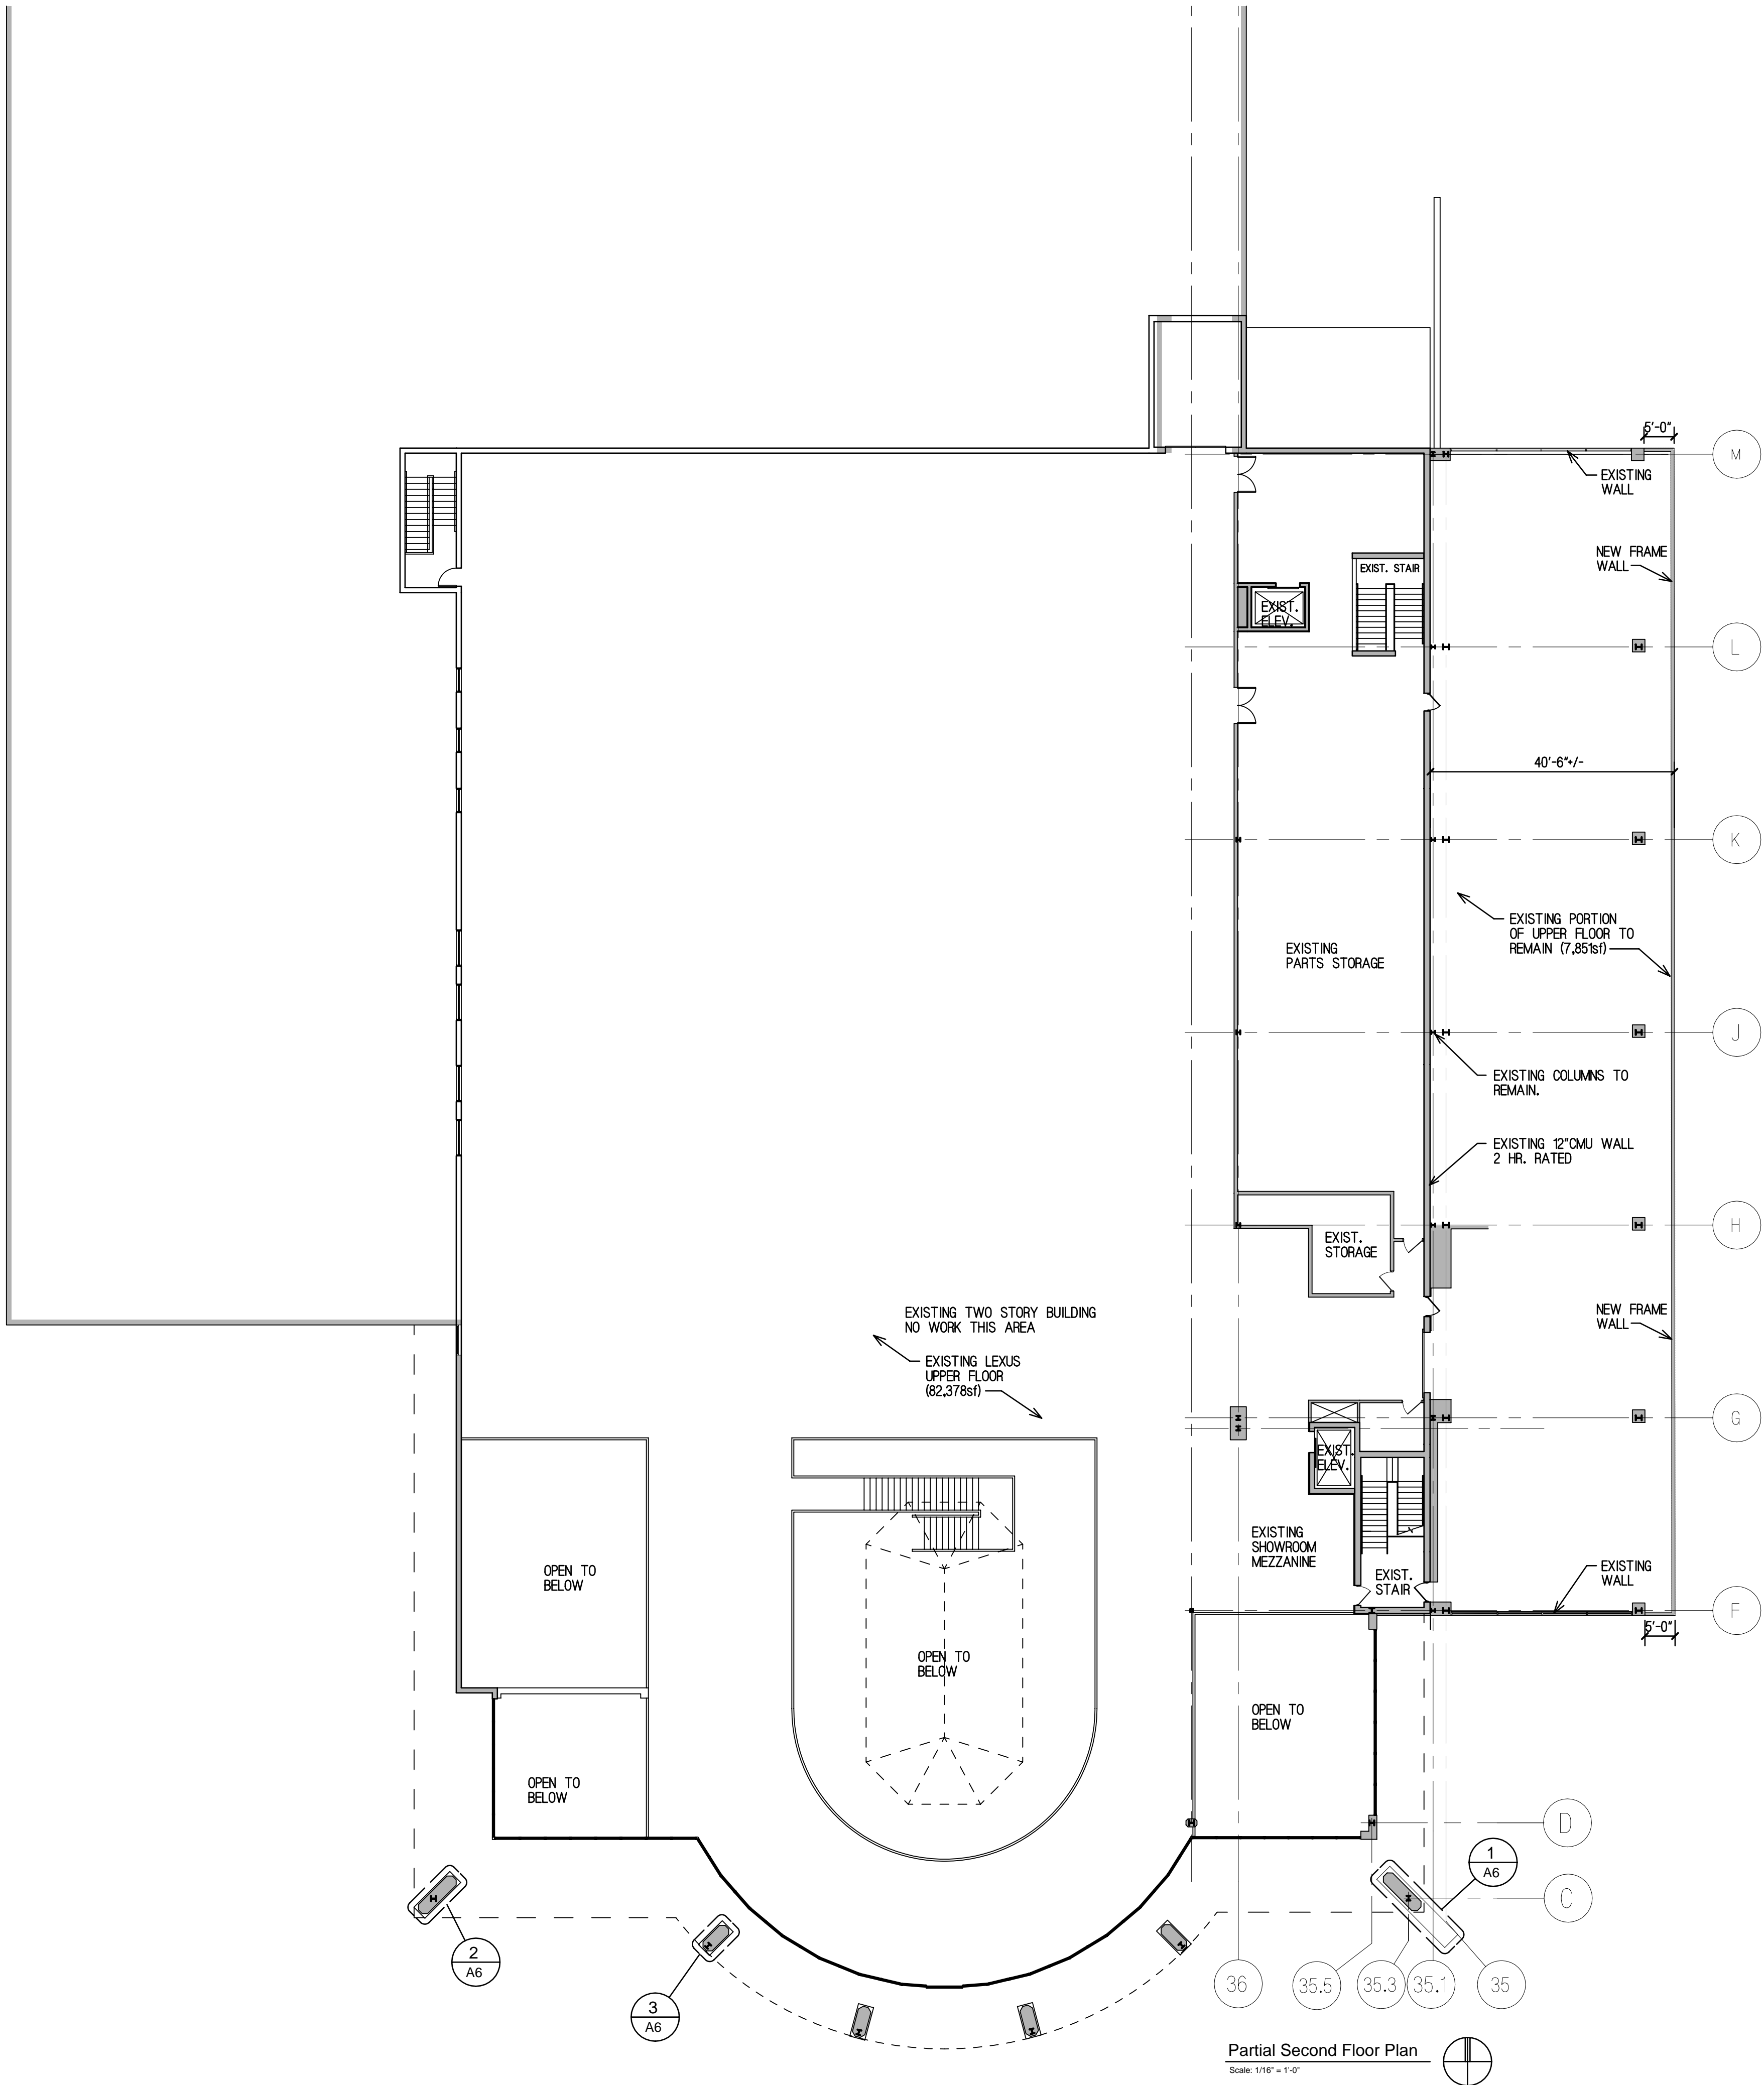 5'-0"
M
EXISTING
WALL
NEW FRAME
WALL
EXIST. STAIR
EXIST.
ELEV.
L
40'-6"+/-
K
EXISTING PORTION
OF UPPER FLOOR TO
REMAIN (7,851sf)
EXISTING
PARTS STORAGE
J
EXISTING COLUMNS TO
REMAIN.
EXISTING 12"CMU WALL
2 HR. RATED
H
EXIST.
STORAGE
EXISTING TWO STORY BUILDING
NO WORK THIS AREA
NEW FRAME
WALL
EXISTING LEXUS
UPPER FLOOR
(82,378sf)
G
EXIST.
ELEV.
EXISTING
SHOWROOM
MEZZANINE
OPEN TO
BELOW
EXIST.
STAIR
EXISTING
WALL
F
5'-0"
OPEN TO
BELOW
OPEN TO
BELOW
OPEN TO
BELOW
D
1
A6
C
2
A6
3
A6
36
35.5
35.3
35.1
35
Partial Second Floor Plan
Scale: 1/16" = 1'-0"